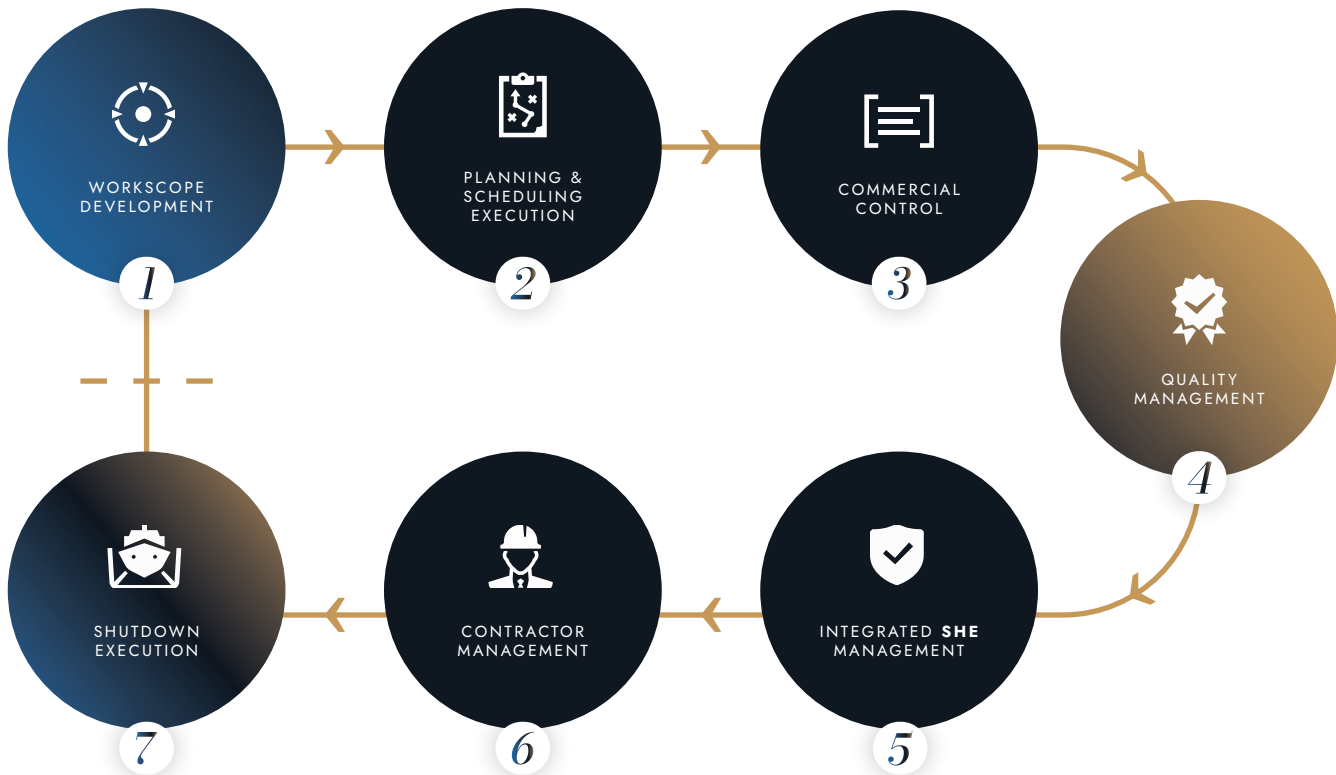 WORKSCOPE
DEVELOPMENT
1
PLANNING &
SCHEDULING
EXECUTION
2
COMMERCIAL
CONTROL
3
QUALITY
MANAGEMENT
4
INTEGRATED SHE
MANAGEMENT
5
CONTRACTOR
MANAGEMENT
6
SHUTDOWN
EXECUTION
7